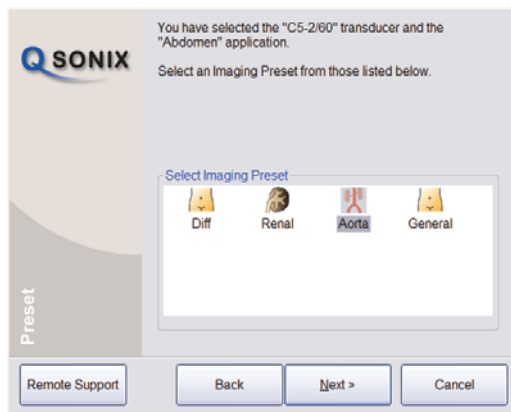 You have selected the "C5-2/60" transducer and the
"Abdomen" application.
Q SONIX
Select an Imaging Preset from those listed below.
Select Imaging Preset
Diff Renal Aorta General
Preset
Remote Support Back Next > Cancel